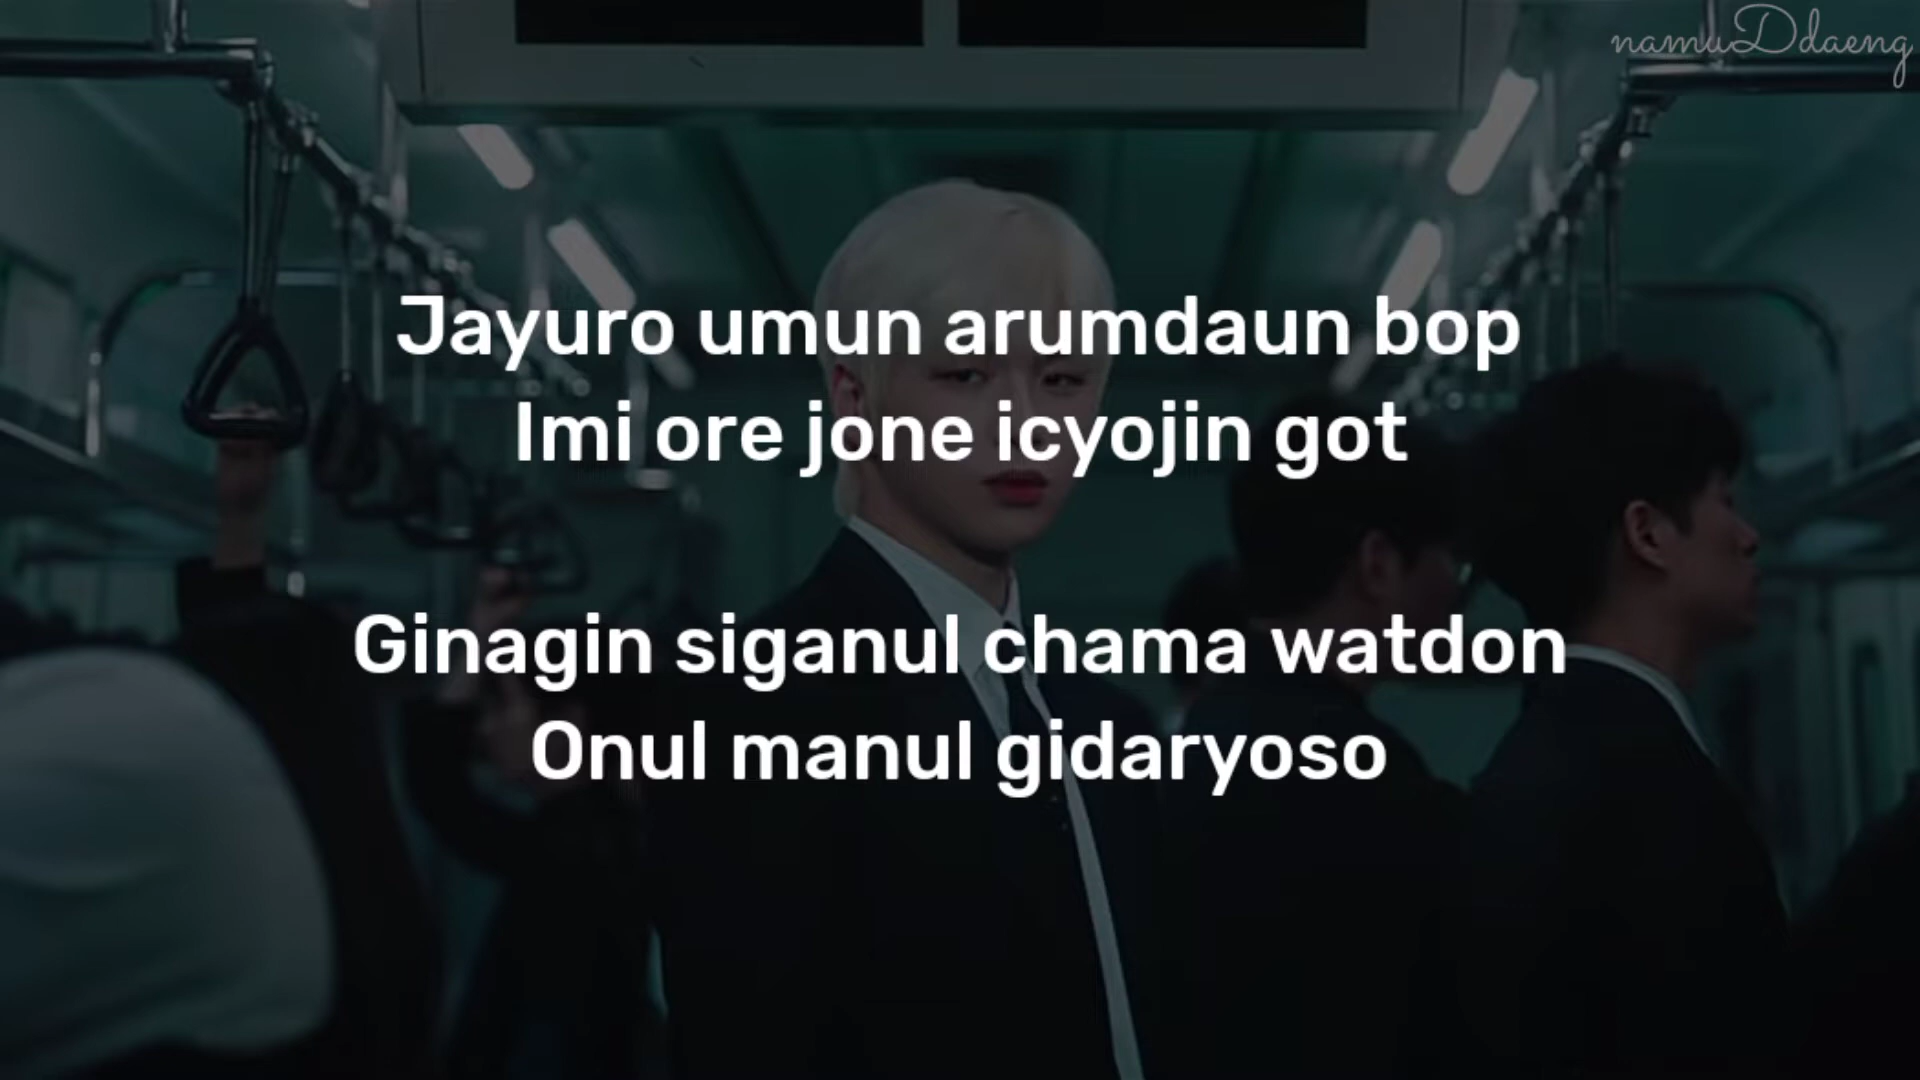 namuDdaeng
Jayuro umun arumdaun bop
Imi ore jone icyojin got
Ginagin siganul chama watdon
Onul manul gidaryoso